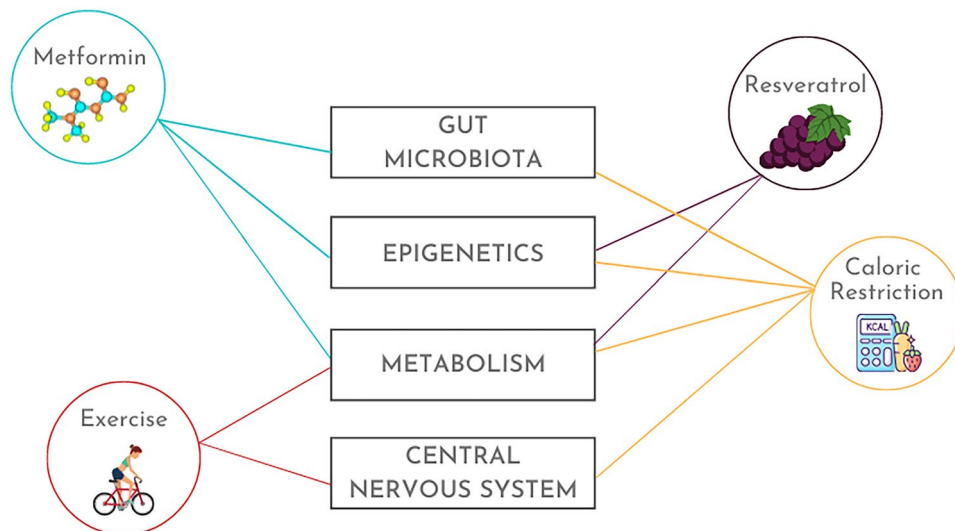 Metformin
Resveratrol
GUT
MICROBIOTA
EPIGENETICS
Caloric
Restriction
KCAL
METABOLISM
Exercise
CENTRAL
NERVOUS SYSTEM